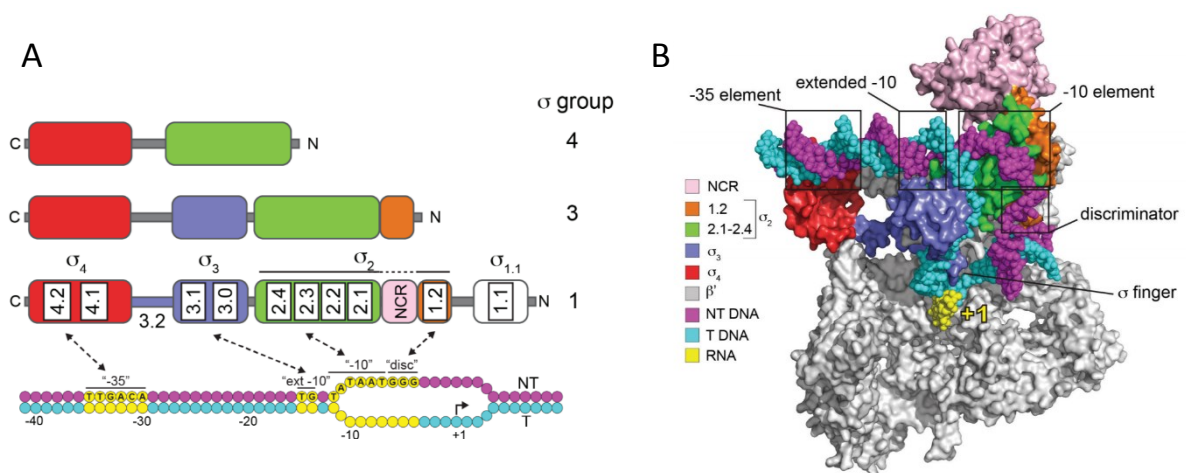 A
σ group
C N 4
C N 3
σ4 σ3 σ2 σ1.1
C 4.2 4.1 3.1 3.0 2.4 2.3 2.2 2.1 NCR 1.2 1.1 N 1
3.2
"-35" "ext -10" "-10" "disc"
TTGACA TG TATAATGGG NT
T
-40 -30 -20 -10 +1
B
extended -10
-35 element
-10 element
NCR
1.2
2.1-2.4
σ2
σ3
σ4
β'
NT DNA
T DNA
RNA
discriminator
σ finger
+1